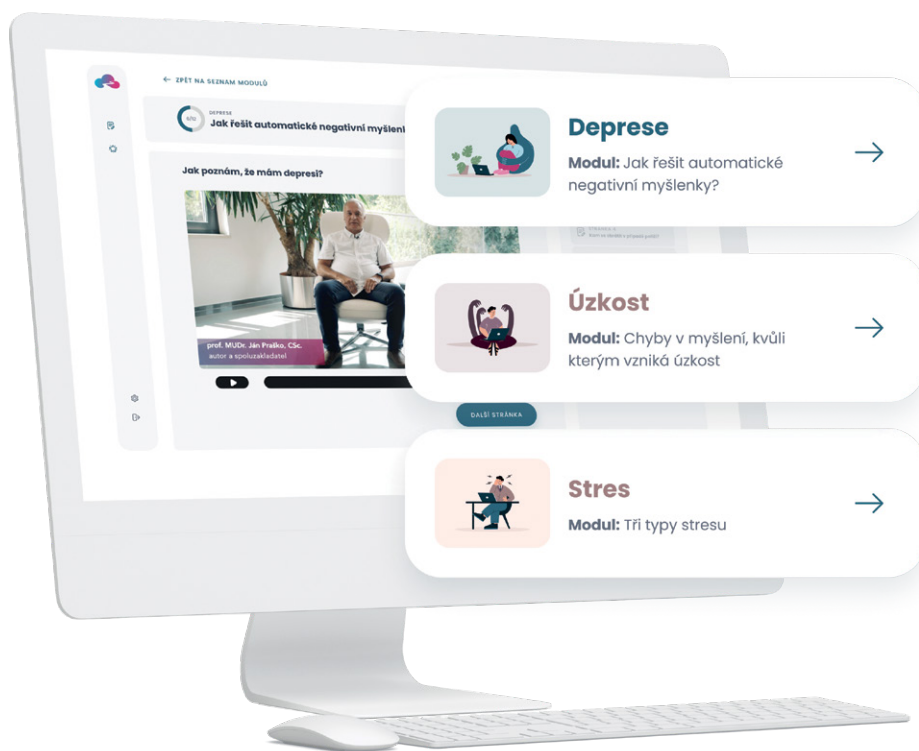 ← ZPĚT NA SEZNAM MODULŮ
DEPRESE
Jak řešit automatické negativní myšlenk
Jak poznám, že mám depresi?
prof. MUDr. Ján Praško, CSc.
autor a spoluzakladatel
DALŠÍ STRÁNKA
Deprese
Modul: Jak řešit automatické
negativní myšlenky?
Úzkost
Modul: Chyby v myšlení, kvůli
kterým vzniká úzkost
Stres
Modul: Tři typy stresu